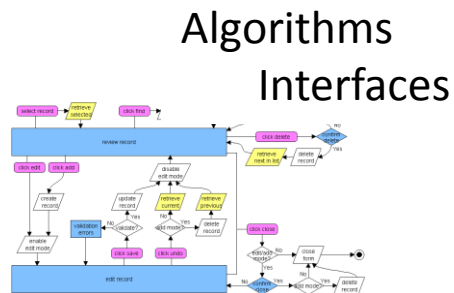 Algorithms
Interfaces
select record
retrieve
selected
click find
No
click delete
confirm
delete
Yes
review record
retrieve
next in list
delete
record
disable
edit mode
click edit
click add
create
record
update
record
retrieve
current
retrieve
previous
Yes
No
Yes
validation
errors
No
validate?
add mode?
delete
record
click close
enable
edit mode
click save
click undo
edit/add
mode?
No
close
form
Yes
No
edit record
confirm
close
Yes
add mode?
Yes
delete
record